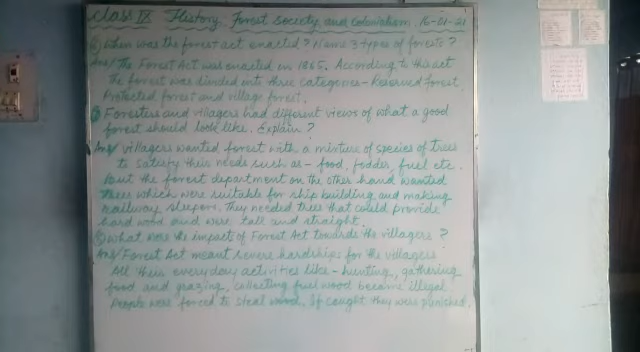 Class IX History. Forest Society and Colonialism. 16-01-21
When was the forest act enacted? Name 3 types of forests?
Ans/ The Forest Act was enacted on 1865. According to this act
the forest was divided into three categories - Reserved forest,
Protected forest and village forest.
Foresters and villagers had different views of what a good
forest should look like. Explain?
Ans/ villagers wanted forest with a mixture of species of trees
to satisfy their needs such as - food, fodder, fuel etc.
but the forest department on the other hand wanted
trees which were suitable for ship building and making
railway sleepers, they needed trees that could provide
hard wood and were tall and straight.
What were the impact of Forest Act towards the villagers?
Ans/ Forest Act meant severe hardships for the villagers
All their everyday activities like - hunting, gathering
food and grazing, collecting fuel wood became illegal
People were forced to steal wood, If caught they were punished.